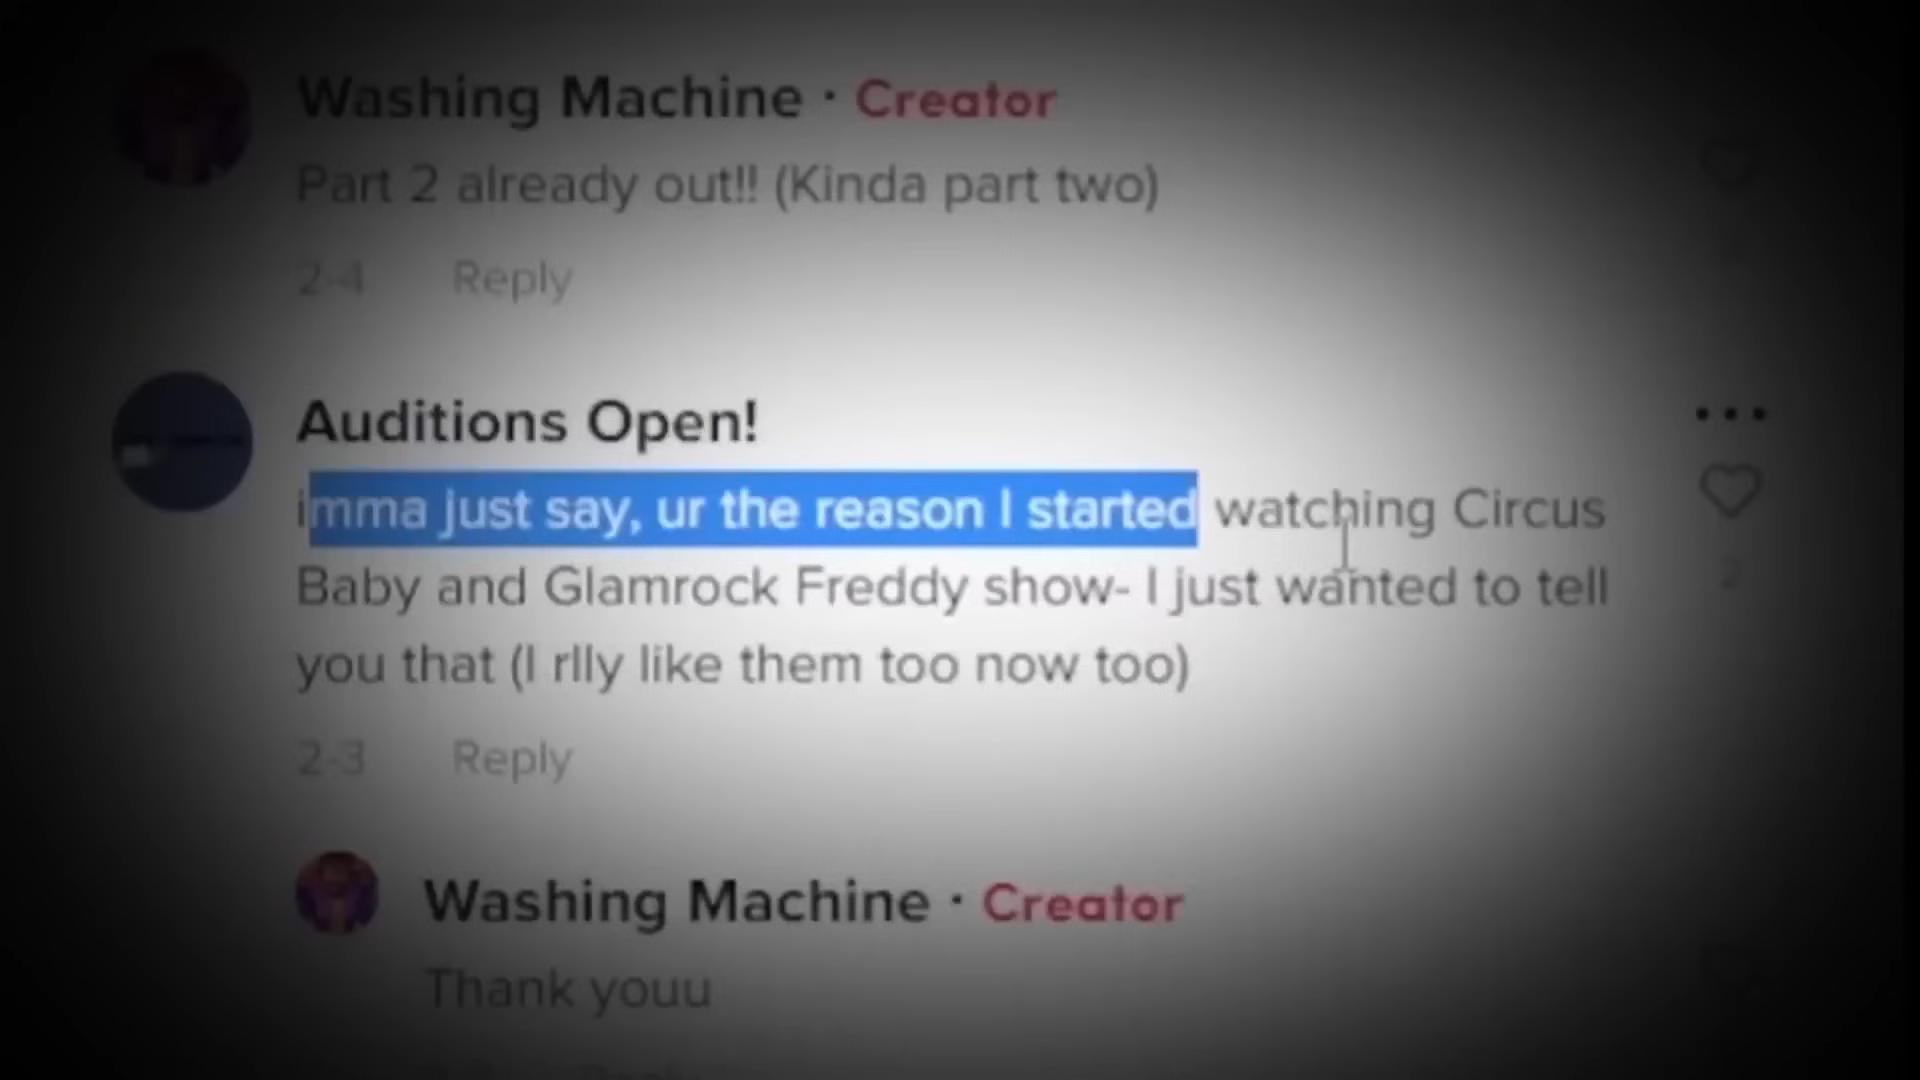 Washing Machine · Creator
Part 2 already out!! (Kinda part two)
2-4 Reply
Auditions Open!
imma just say, ur the reason I started watching Circus
Baby and Glamrock Freddy show- I just wanted to tell
you that (I rlly like them too now too)
2
2-3 Reply
Washing Machine · Creator
Thank youu